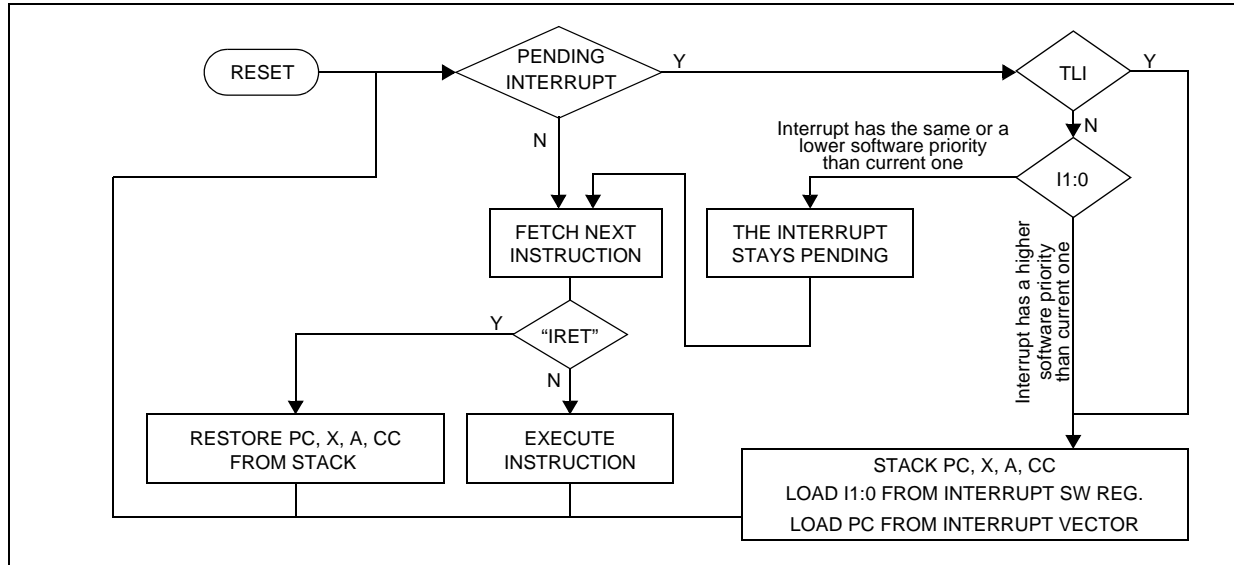 RESET
PENDING
INTERRUPT
Y
TLI
Y
N
N
Interrupt has the same or a
lower software priority
than current one
I1:0
FETCH NEXT
INSTRUCTION
THE INTERRUPT
STAYS PENDING
Interrupt has a higher
software priority
than current one
Y
“IRET”
N
RESTORE PC, X, A, CC
FROM STACK
EXECUTE
INSTRUCTION
STACK PC, X, A, CC
LOAD I1:0 FROM INTERRUPT SW REG.
LOAD PC FROM INTERRUPT VECTOR